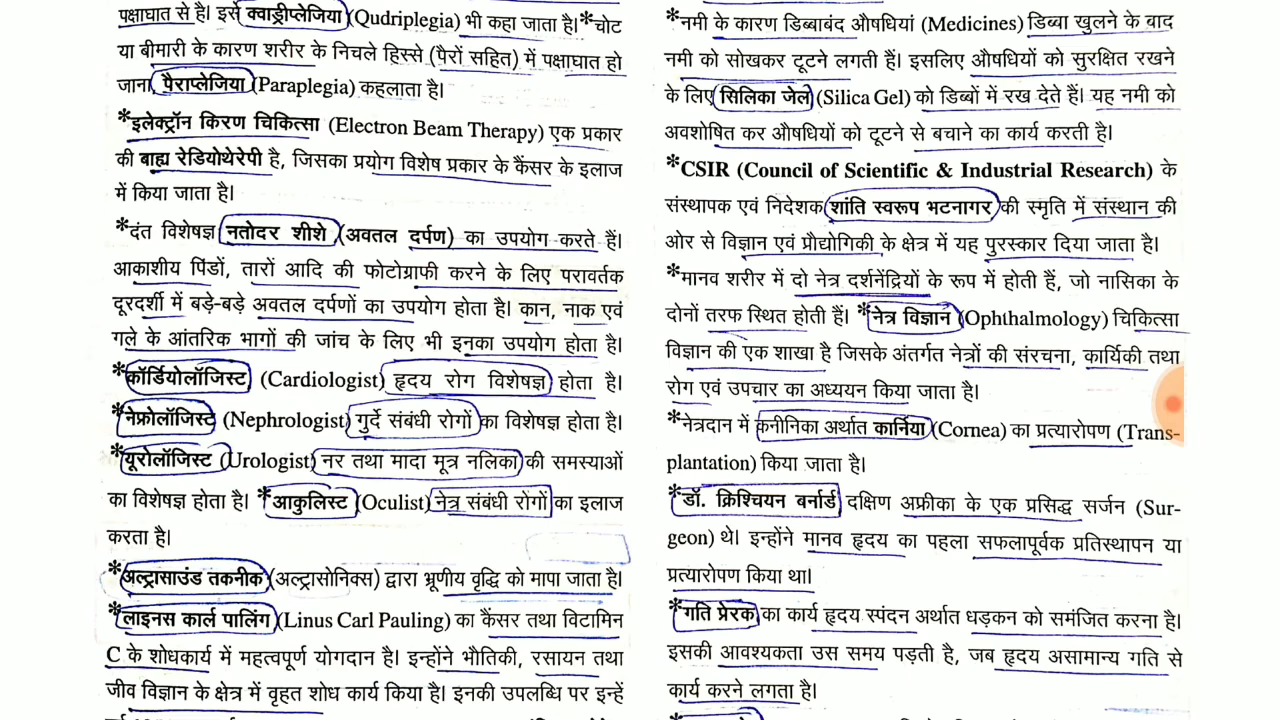 पक्षाघात से है। इसे क्वाड्रीप्लेजिया (Qudriplegia) भी कहा जाता है। *चोट
या बीमारी के कारण शरीर के निचले हिस्से (पैरों सहित) में पक्षाघात हो
जाना पैराप्लेजिया (Paraplegia) कहलाता है।
*इलेक्ट्रॉन किरण चिकित्सा (Electron Beam Therapy) एक प्रकार
की बाह्य रेडियोथेरेपी है, जिसका प्रयोग विशेष प्रकार के कैंसर के इलाज
में किया जाता है।
*दंत विशेषज्ञ नतोदर शीशे (अवतल दर्पण) का उपयोग करते हैं।
आकाशीय पिंडों, तारों आदि की फोटोग्राफी करने के लिए परावर्तक
दूरदर्शी में बड़े-बड़े अवतल दर्पणों का उपयोग होता है। कान, नाक एवं
गले के आंतरिक भागों की जांच के लिए भी इनका उपयोग होता है।
*कॉर्डियोलॉजिस्ट (Cardiologist) हृदय रोग विशेषज्ञ होता है।
*नेफ्रोलॉजिस्ट (Nephrologist) गुर्दे संबंधी रोगों का विशेषज्ञ होता है।
*यूरोलॉजिस्ट (Urologist) नर तथा मादा मूत्र नलिका की समस्याओं
का विशेषज्ञ होता है। *आकुलिस्ट (Oculist) नेत्र संबंधी रोगों का इलाज
करता है।
*अल्ट्रासाउंड तकनीक (अल्ट्रासोनिक्स) द्वारा भ्रूणीय वृद्धि को मापा जाता है।
*लाइनस कार्ल पालिंग (Linus Carl Pauling) का कैंसर तथा विटामिन
C के शोधकार्य में महत्वपूर्ण योगदान है। इन्होंने भौतिकी, रसायन तथा
जीव विज्ञान के क्षेत्र में वृहत शोध कार्य किया है। इनकी उपलब्धि पर इन्हें
*नमी के कारण डिब्बाबंद औषधियां (Medicines) डिब्बा खुलने के बाद
नमी को सोखकर टूटने लगती हैं। इसलिए औषधियों को सुरक्षित रखने
के लिए सिलिका जेल (Silica Gel) को डिब्बों में रख देते हैं। यह नमी को
अवशोषित कर औषधियों को टूटने से बचाने का कार्य करती है।
*CSIR (Council of Scientific & Industrial Research) के
संस्थापक एवं निदेशक शांति स्वरूप भटनागर की स्मृति में संस्थान की
ओर से विज्ञान एवं प्रौद्योगिकी के क्षेत्र में यह पुरस्कार दिया जाता है।
*मानव शरीर में दो नेत्र दर्शनेंद्रियों के रूप में होती हैं, जो नासिका के
दोनों तरफ स्थित होती हैं। *नेत्र विज्ञान (Ophthalmology) चिकित्सा
विज्ञान की एक शाखा है जिसके अंतर्गत नेत्रों की संरचना, कार्यिकी तथा
रोग एवं उपचार का अध्ययन किया जाता है।
*नेत्रदान में कनीनिका अर्थात कार्निया (Cornea) का प्रत्यारोपण (Trans-
plantation) किया जाता है।
*डॉ. क्रिश्चियन बर्नार्ड दक्षिण अफ्रीका के एक प्रसिद्ध सर्जन (Sur-
geon) थे। इन्होंने मानव हृदय का पहला सफलापूर्वक प्रतिस्थापन या
प्रत्यारोपण किया था।
*गति प्रेरक का कार्य हृदय स्पंदन अर्थात धड़कन को समंजित करना है।
इसकी आवश्यकता उस समय पड़ती है, जब हृदय असामान्य गति से
कार्य करने लगता है।